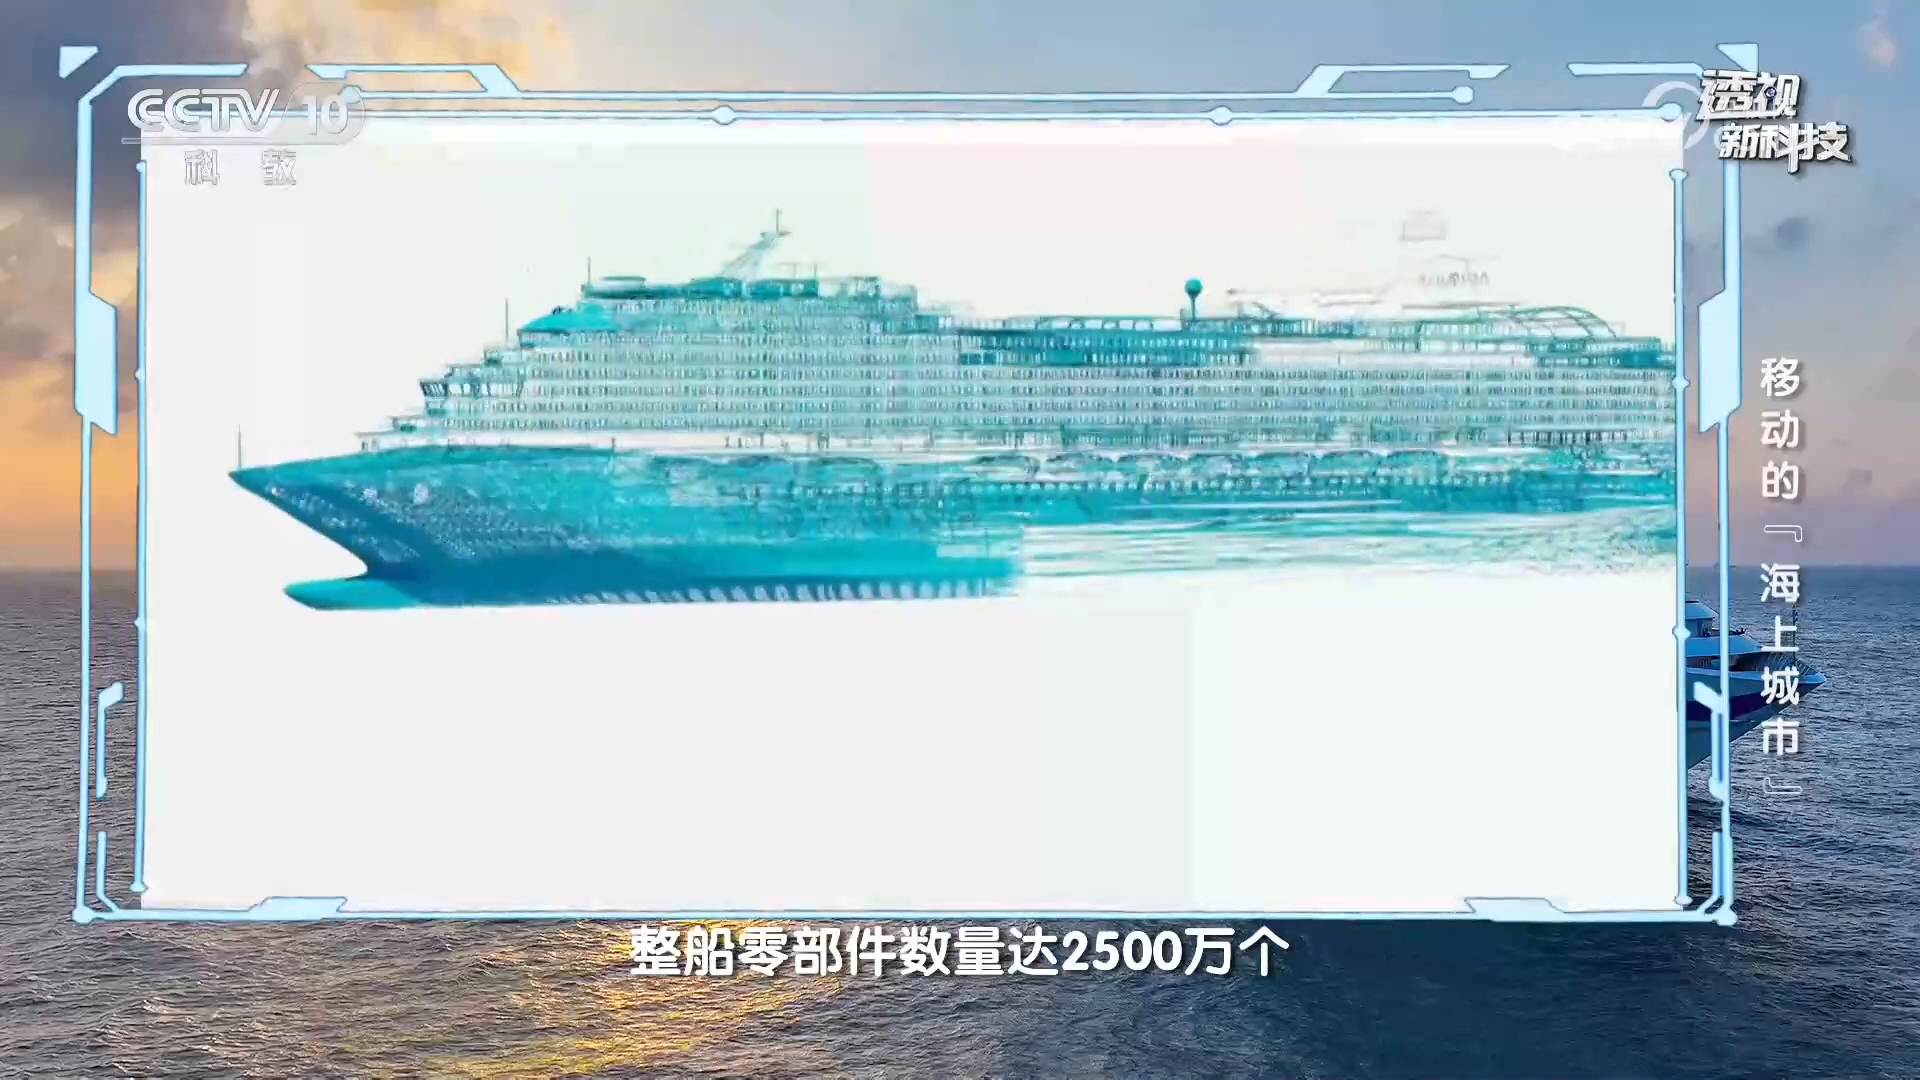 CCTV 10
科 教
透视
新科技
移动的『海上城市』
整船零部件数量达2500万个